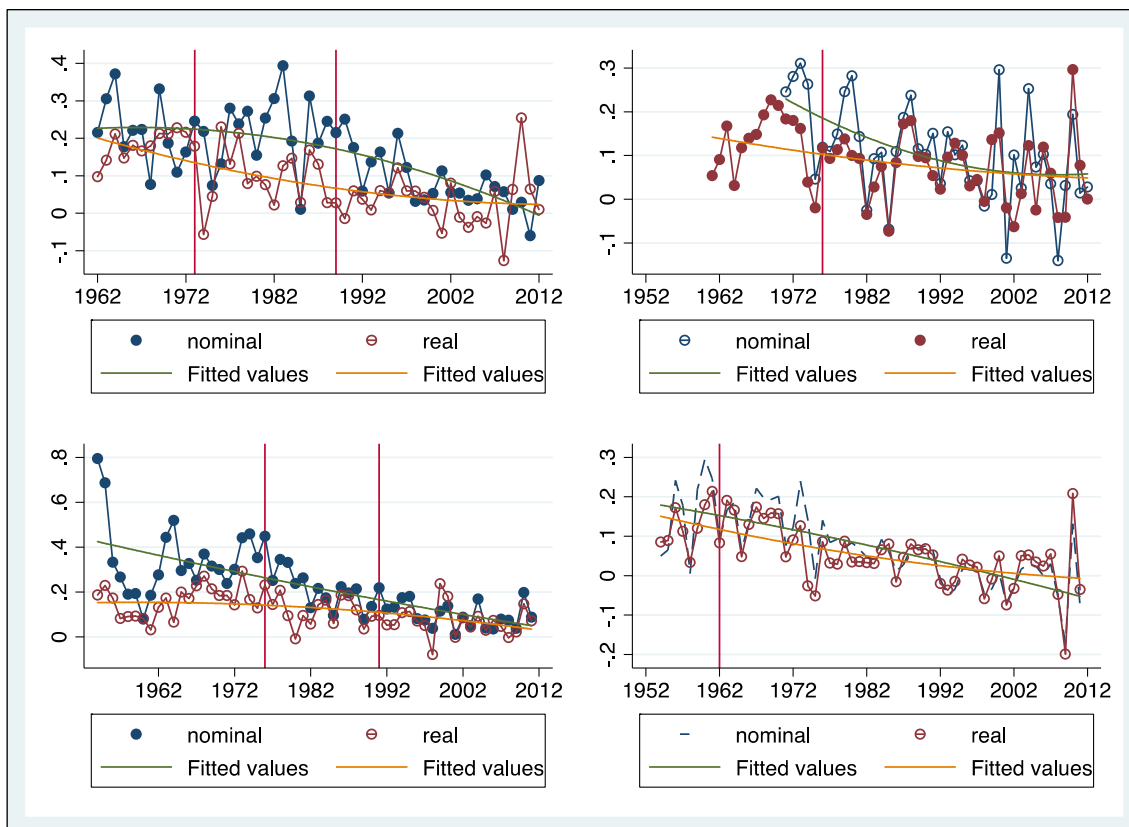 .4
.3
.2
.1
0
-.1
1962 1972 1982 1992 2002 2012
nominal real
Fitted values Fitted values
.3
.2
.1
0
-.1
1952 1962 1972 1982 1992 2002 2012
nominal real
Fitted values Fitted values
.8
.6
.4
.2
0
1962 1972 1982 1992 2002 2012
nominal real
Fitted values Fitted values
.3
.2
.1
0
-.1
-.2
1952 1962 1972 1982 1992 2002 2012
nominal real
Fitted values Fitted values